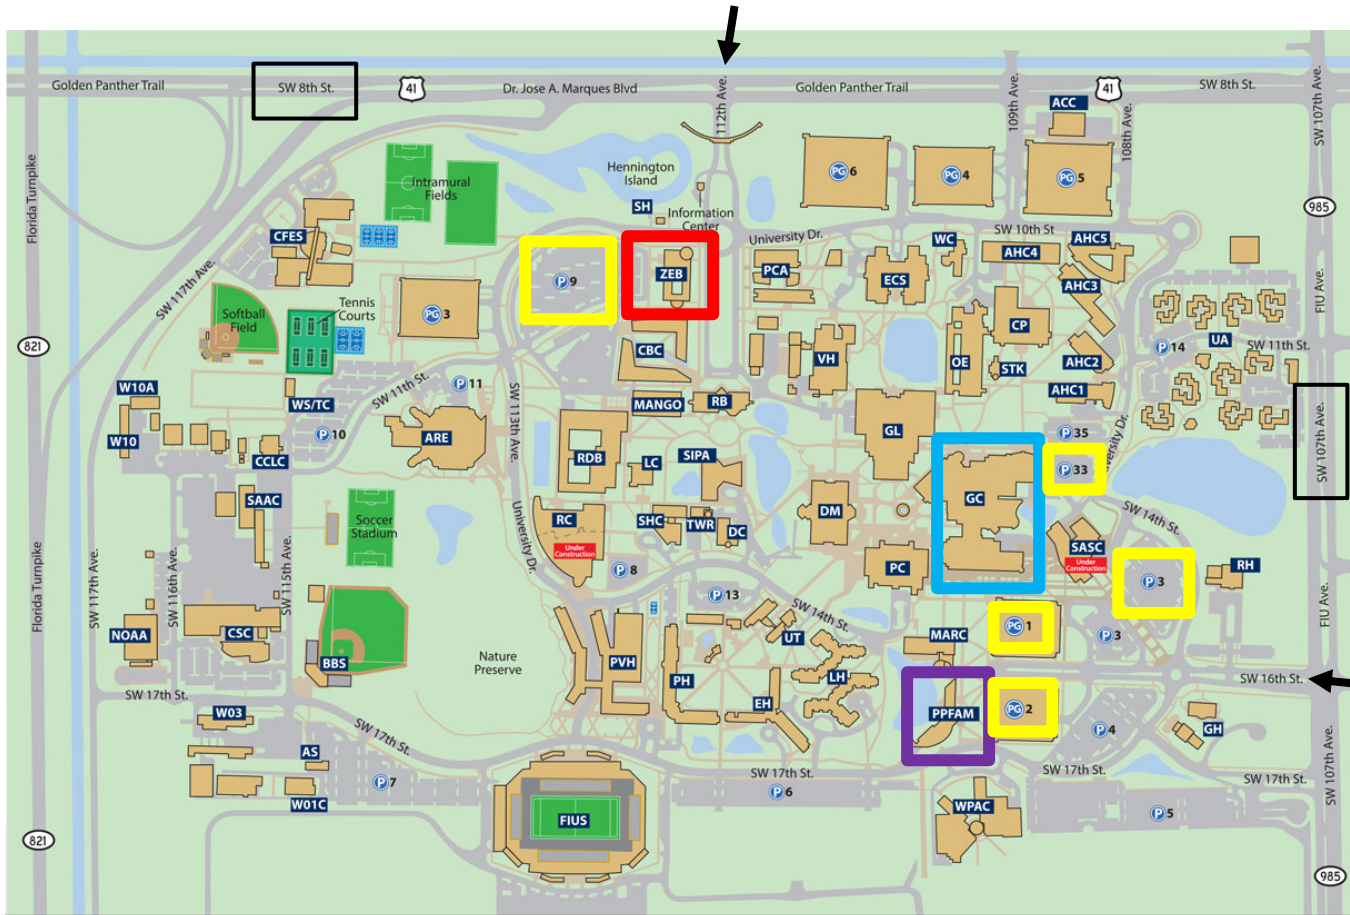 Golden Panther Trail
SW 8th St.
41
Dr. Jose A. Marques Blvd
112th Ave.
Golden Panther Trail
109th Ave.
41
SW 8th St.
SW 107th Ave.
ACC
108th Ave.
Florida Turnpike
Intramural
Fields
Hennington
Island
PG 6
PG 4
PG 5
985
SH
Information
Center
University Dr.
SW 10th St
CFES
WC
AHC4
AHC5
SW 117th Ave.
P 9
ZEB
PCA
ECS
AHC3
FIU Ave.
Softball
Field
Tennis
Courts
PG 3
CP
821
CBC
VH
OE
STK
AHC2
P 14
UA
SW 11th St.
W10A
WS/TC
SW 11th St.
P 11
SW 113th Ave.
MANGO
RB
AHC1
W10
P 10
ARE
GL
P 35
University Dr.
SW 107th Ave.
CCLC
RDB
LC
SIPA
P 33
SAAC
GC
Soccer
Stadium
University Dr.
RC
SHC
TWR
DC
DM
SW 14th St.
Under
Construction
SASC
Under
Construction
Florida Turnpike
SW 117th Ave.
SW 116th Ave.
SW 115th Ave.
P 8
PC
P 3
RH
P 13
SW 14th St.
FIU Ave.
NOAA
CSC
UT
MARC
PG 1
P 3
BBS
Nature
Preserve
PVH
PH
LH
SW 16th St.
SW 17th St.
W03
EH
PPFAM
PG 2
P 4
GH
AS
SW 17th St.
SW 17th St.
SW 17th St.
SW 17th St.
SW 107th Ave.
P 7
P 6
W01C
WPAC
P 5
FIUS
821
985